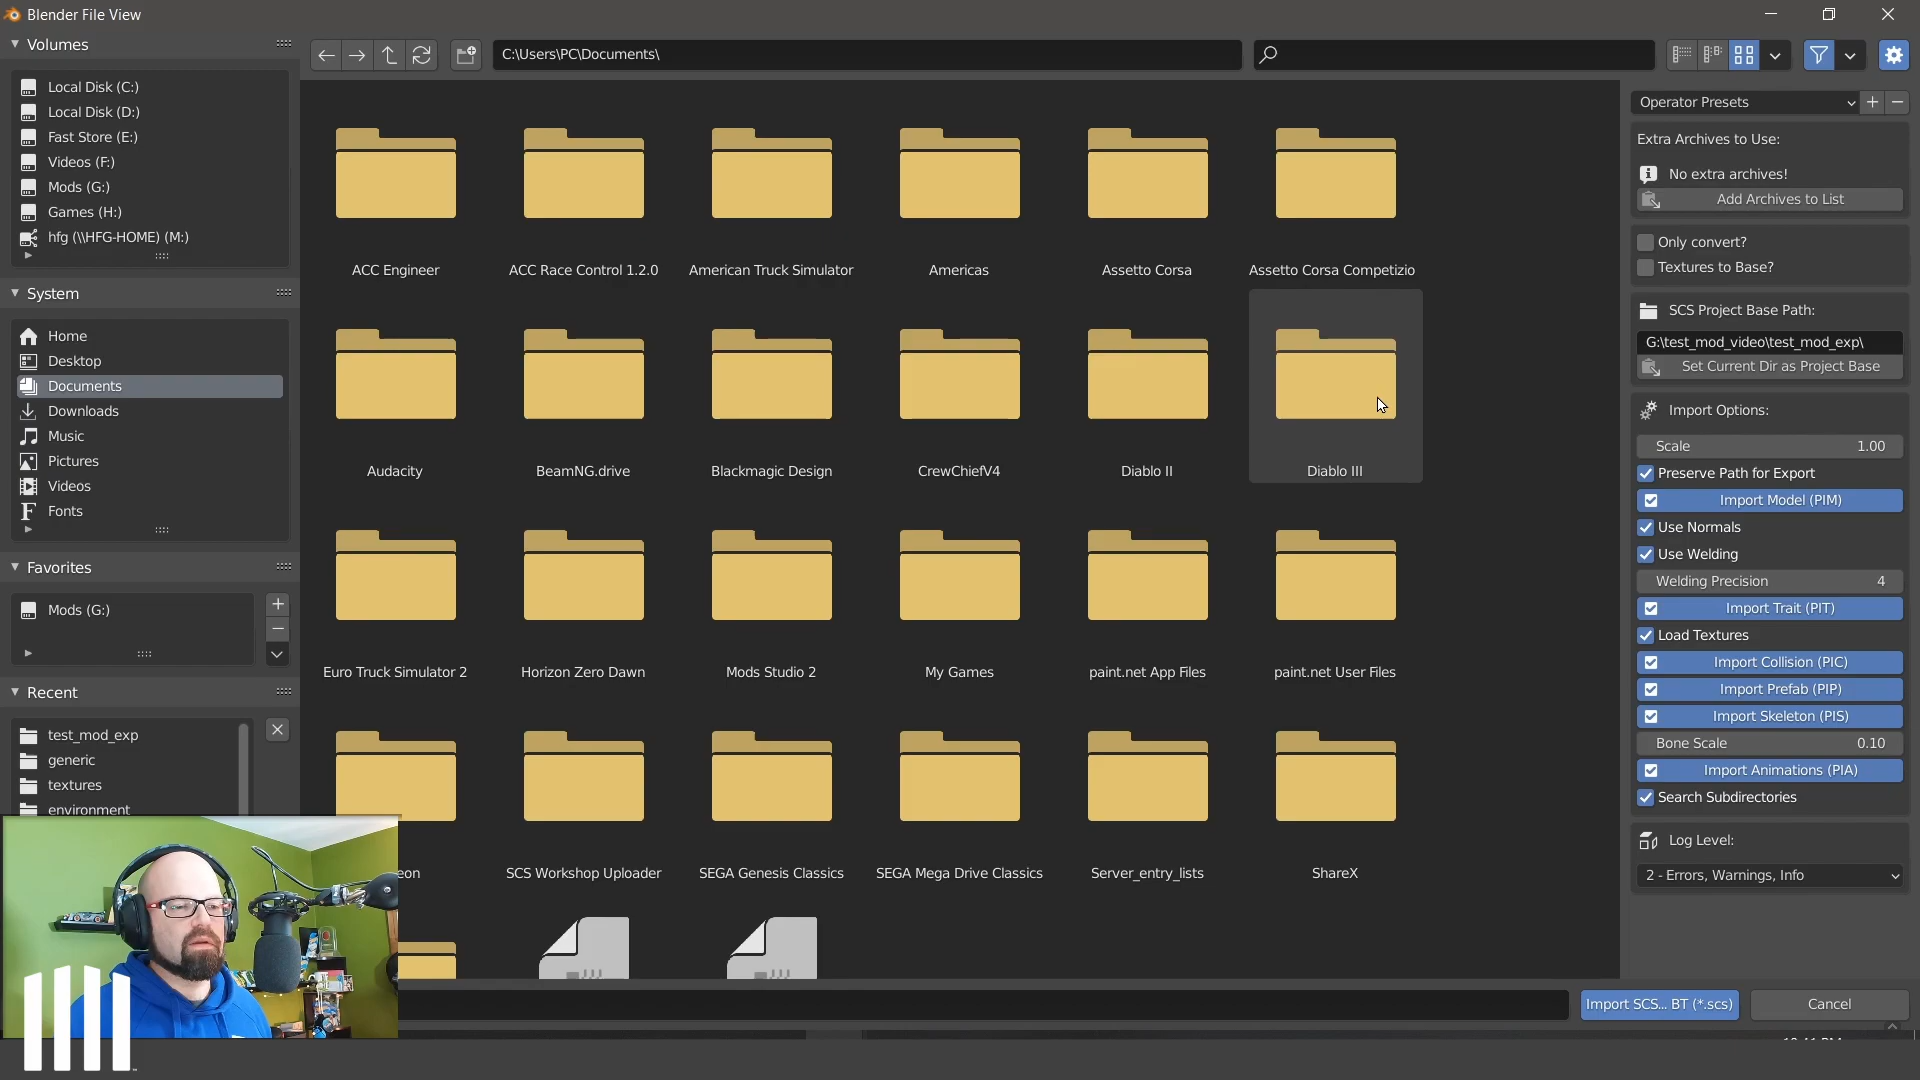 Blender File View
Volumes
Local Disk (C:)
Local Disk (D:)
Fast Store (E:)
Videos (F:)
Mods (G:)
Games (H:)
hfg (\\HFG-HOME) (M:)
System
Home
Desktop
Documents
Downloads
Music
Pictures
Videos
Fonts
Favorites
Mods (G:)
Recent
test_mod_exp
generic
textures
environment
C:\Users\PC\Documents\
ACC Engineer
ACC Race Control 1.2.0
American Truck Simulator
Americas
Assetto Corsa
Assetto Corsa Competizio
Audacity
BeamNG.drive
Blackmagic Design
CrewChiefV4
Diablo II
Diablo III
Euro Truck Simulator 2
Horizon Zero Dawn
Mods Studio 2
My Games
paint.net App Files
paint.net User Files
eon
SCS Workshop Uploader
SEGA Genesis Classics
SEGA Mega Drive Classics
Server_entry_lists
ShareX
Operator Presets
Extra Archives to Use:
No extra archives!
Add Archives to List
Only convert?
Textures to Base?
SCS Project Base Path:
G:\test_mod_video\test_mod_exp\
Set Current Dir as Project Base
Import Options:
Scale 1.00
Preserve Path for Export
Import Model (PIM)
Use Normals
Use Welding
Welding Precision 4
Import Trait (PIT)
Load Textures
Import Collision (PIC)
Import Prefab (PIP)
Import Skeleton (PIS)
Bone Scale 0.10
Import Animations (PIA)
Search Subdirectories
Log Level:
2 - Errors, Warnings, Info
Import SCS... BT (*.scs)
Cancel